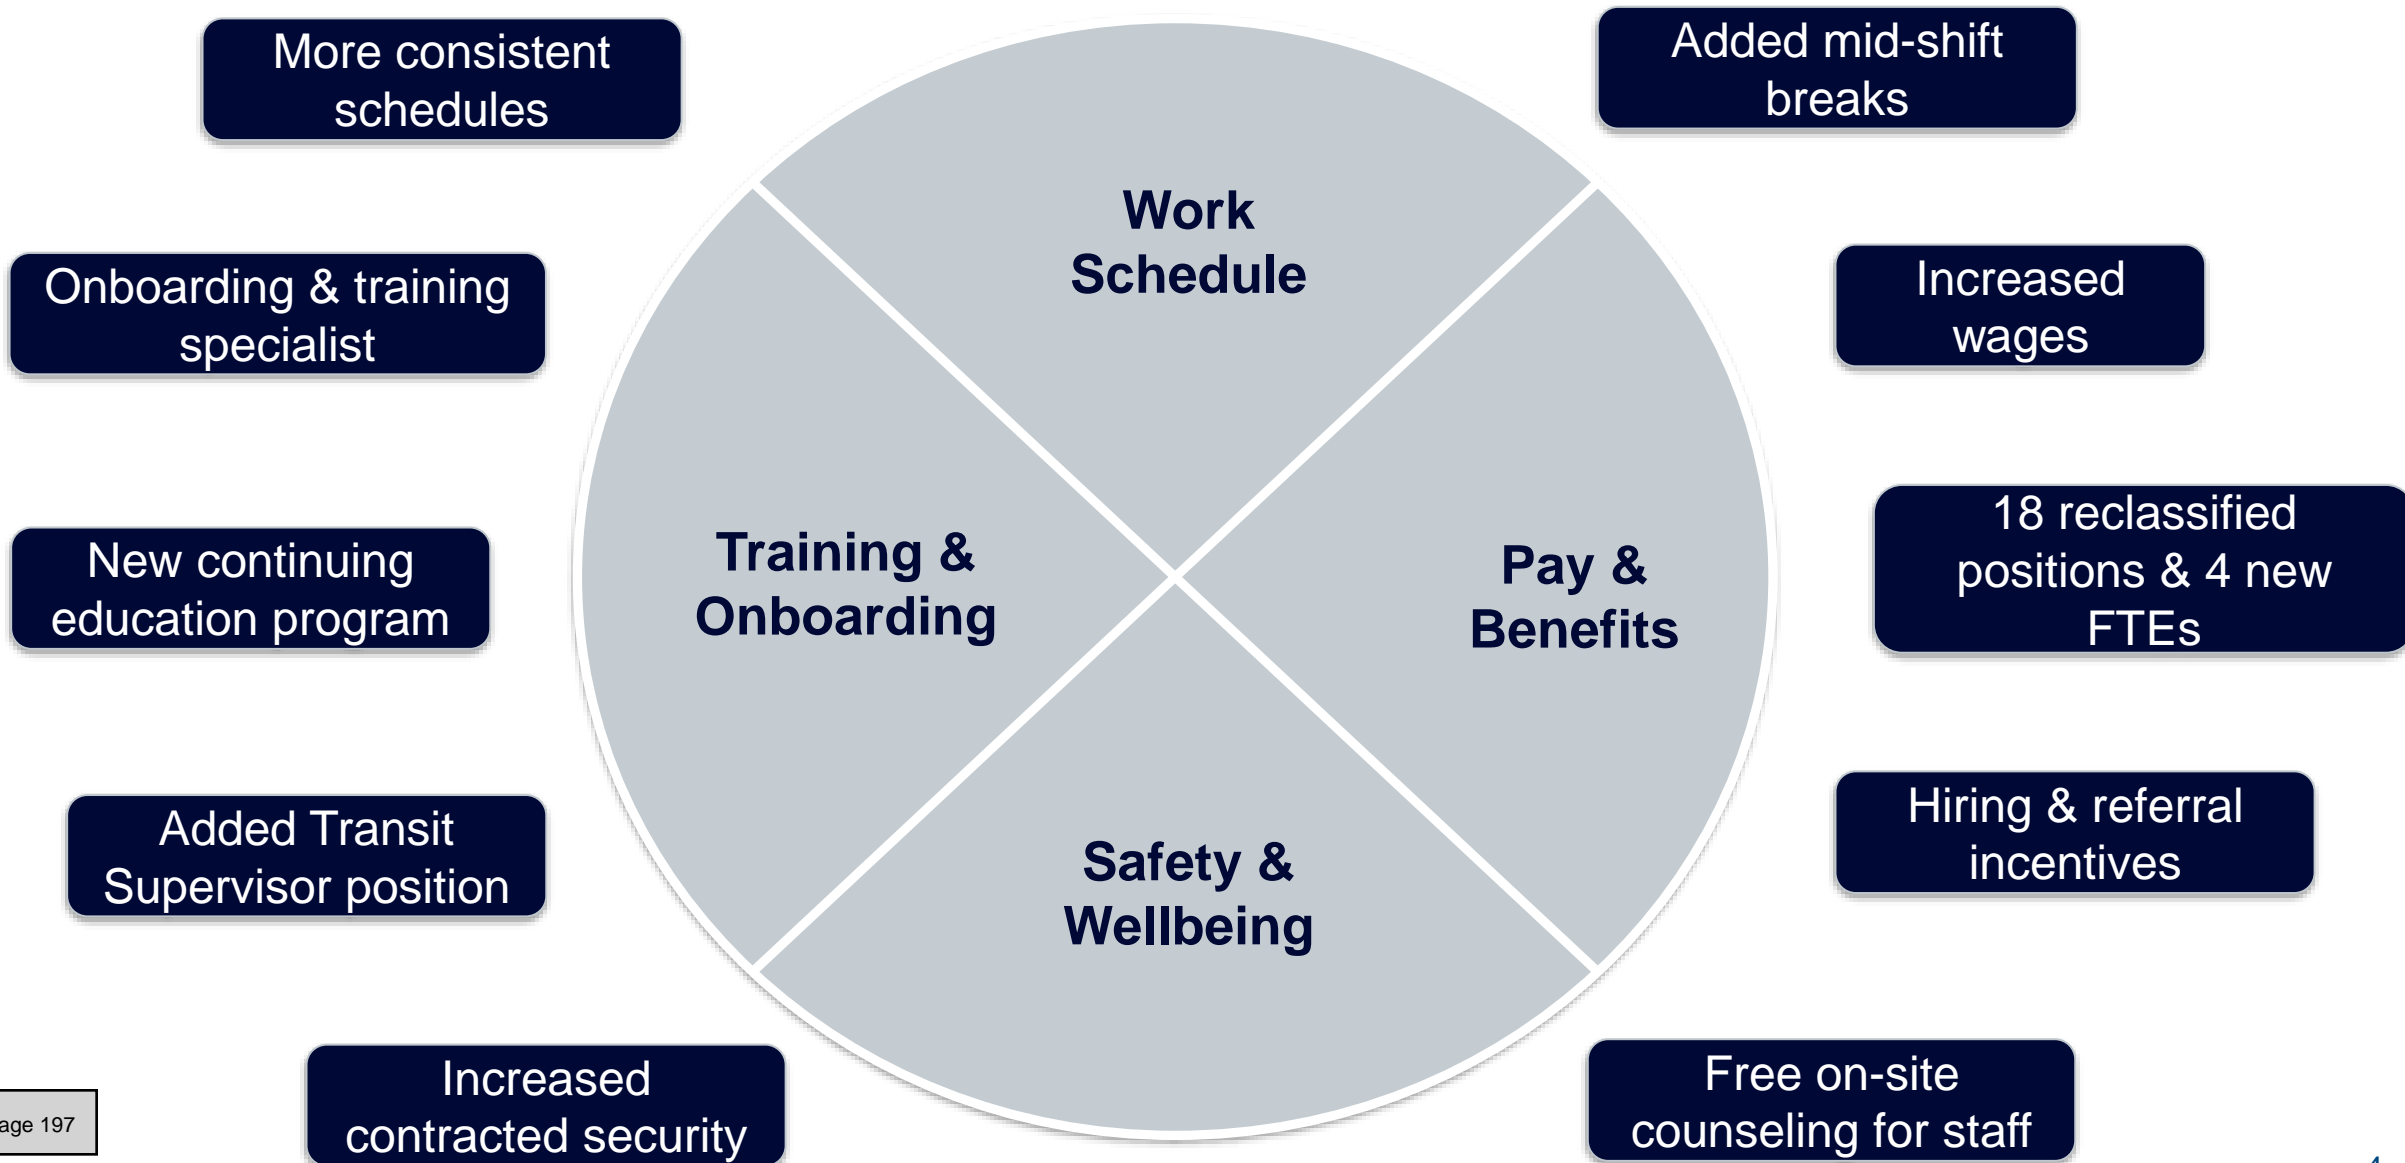 More consistent
schedules
Added mid-shift
breaks
Work
Schedule
Onboarding & training
specialist
Increased
wages
Training &
Onboarding
Pay &
Benefits
New continuing
education program
18 reclassified
positions & 4 new
FTEs
Added Transit
Supervisor position
Hiring & referral
incentives
Safety &
Wellbeing
Increased
contracted security
Free on-site
counseling for staff
age 197